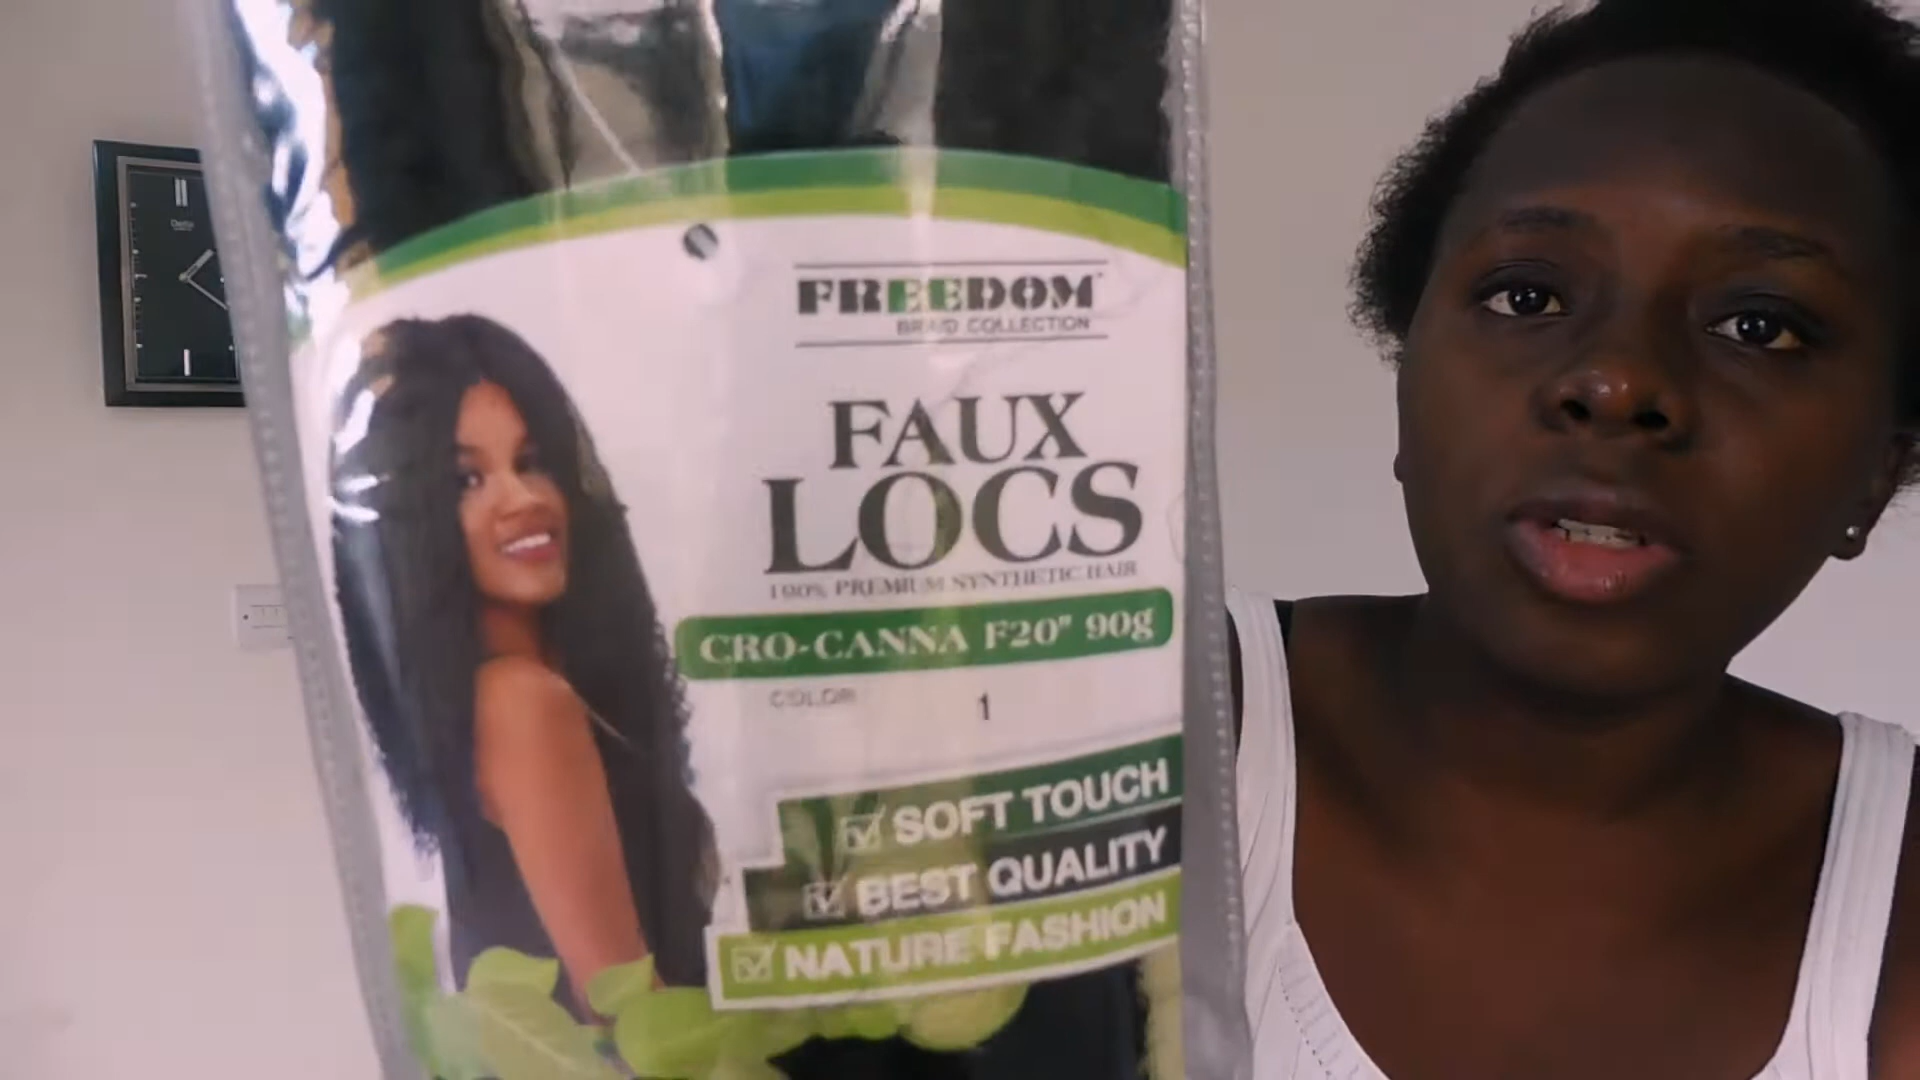 FREEDOM
BRAID COLLECTION
FAUX
LOCS
100% PREMIUM SYNTHETIC HAIR
CRO-CANNA F20" 90g
COLOR 1
SOFT TOUCH
BEST QUALITY
NATURE FASHION